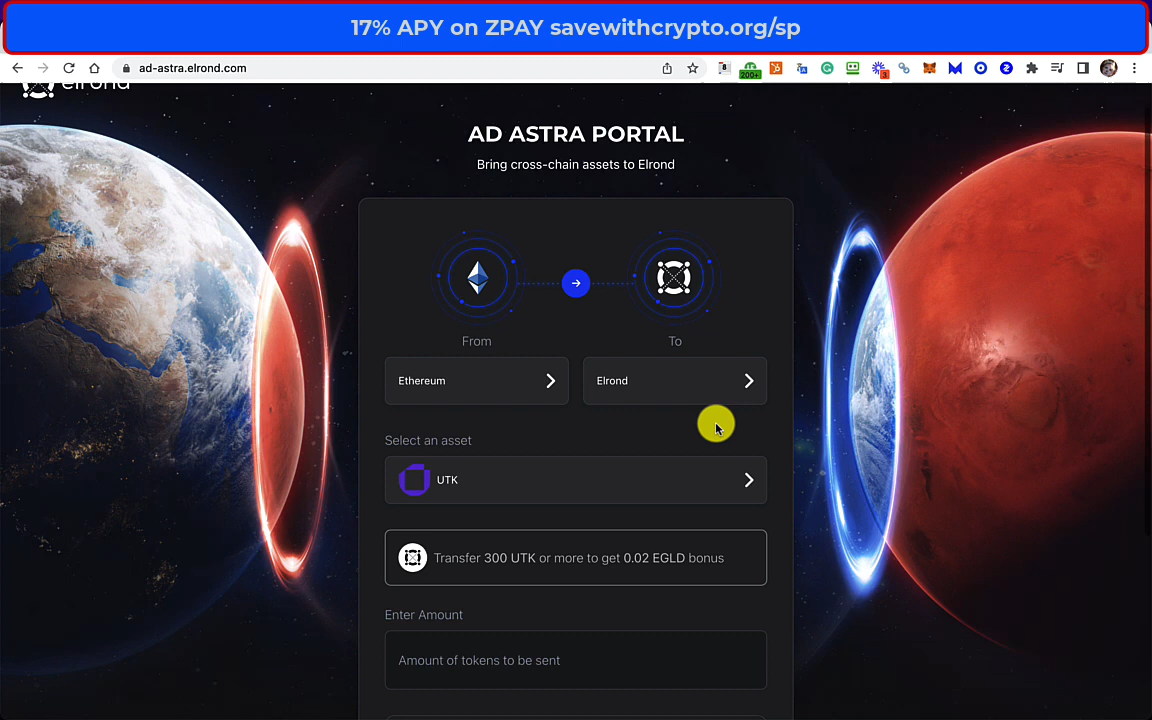 17% APY on ZPAY savewithcrypto.org/sp
ad-astra.elrond.com
200+
3
elrond
AD ASTRA PORTAL
Bring cross-chain assets to Elrond
From
To
Ethereum
Elrond
Select an asset
UTK
Transfer 300 UTK or more to get 0.02 EGLD bonus
Enter Amount
Amount of tokens to be sent